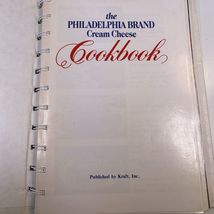 the
PHILADELPHIA BRAND
Cream Cheese
Cookbook
Published by Kraft, Inc.